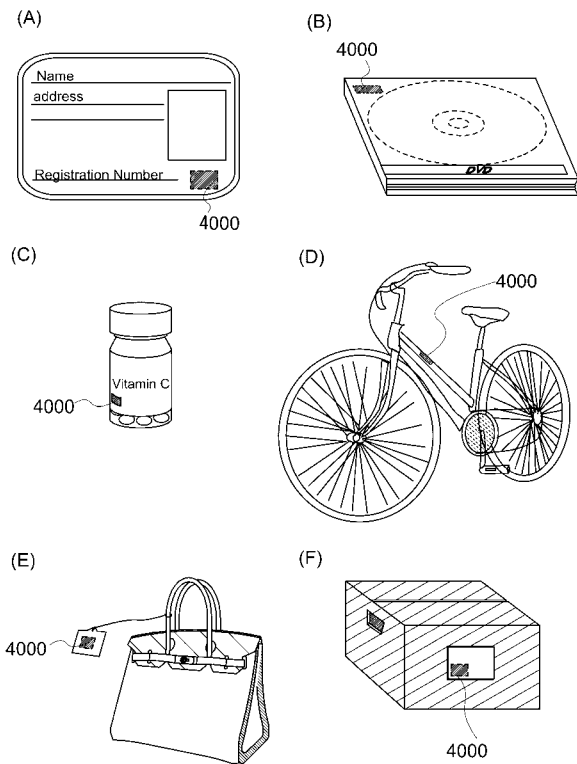 (A)
Name
address
Registration Number
4000
(B)
4000
DVD
(C)
Vitamin C
4000
(D)
4000
(E)
4000
(F)
4000